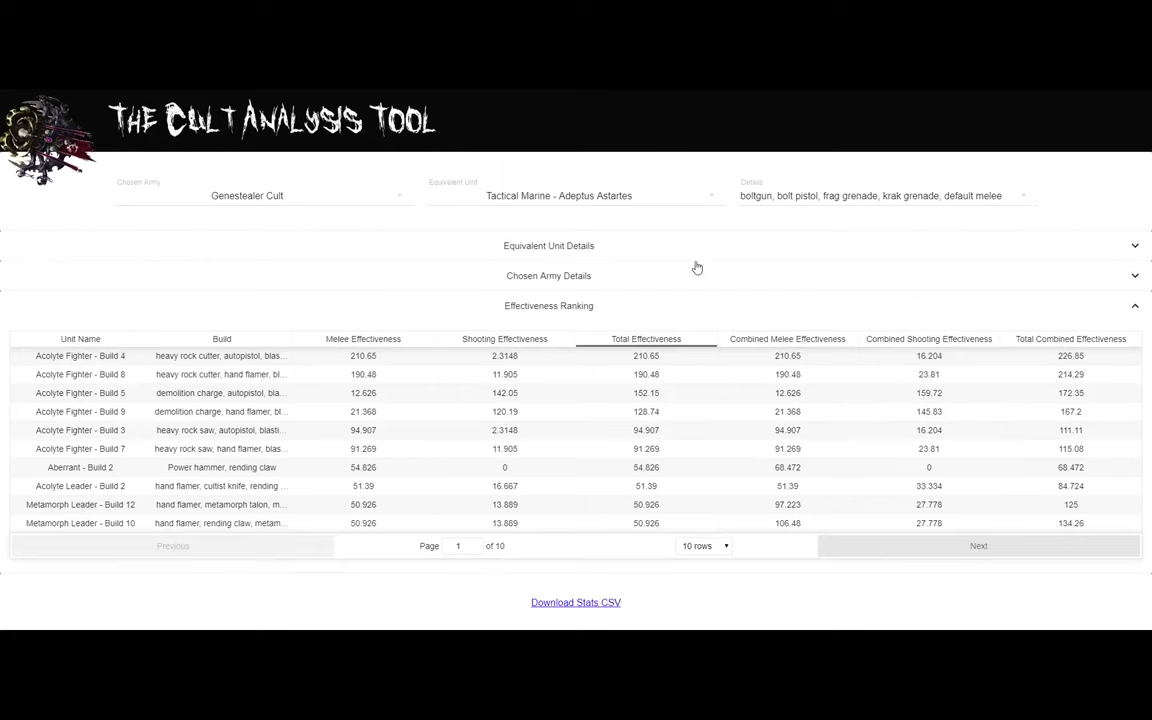 THE CULT ANALYSIS TOOL
Chosen Army Equivalent Unit Details
Genestealer Cult Tactical Marine - Adeptus Astartes boltgun, bolt pistol, frag grenade, krak grenade, default melee
Equivalent Unit Details
Chosen Army Details
Effectiveness Ranking
Unit Name Build Melee Effectiveness Shooting Effectiveness Total Effectiveness Combined Melee Effectiveness Combined Shooting Effectiveness Total Combined Effectiveness
Acolyte Fighter - Build 4 heavy rock cutter, autopistol, blas... 210.65 2.3148 210.65 210.65 16.204 226.85
Acolyte Fighter - Build 8 heavy rock cutter, hand flamer, bl... 190.48 11.905 190.48 190.48 23.81 214.29
Acolyte Fighter - Build 5 demolition charge, autopistol, bla... 12.626 142.05 152.15 12.626 159.72 172.35
Acolyte Fighter - Build 9 demolition charge, hand flamer, bl... 21.368 120.19 128.74 21.368 145.83 167.2
Acolyte Fighter - Build 3 heavy rock saw, autopistol, blasti... 94.907 2.3148 94.907 94.907 16.204 111.11
Acolyte Fighter - Build 7 heavy rock saw, hand flamer, blas... 91.269 11.905 91.269 91.269 23.81 115.08
Aberrant - Build 2 Power hammer, rending claw 54.826 0 54.826 68.472 0 68.472
Acolyte Leader - Build 2 hand flamer, cultist knife, rending ... 51.39 16.667 51.39 51.39 33.334 84.724
Metamorph Leader - Build 12 hand flamer, metamorph talon, m... 50.926 13.889 50.926 97.223 27.778 125
Metamorph Leader - Build 10 hand flamer, rending claw, metam... 50.926 13.889 50.926 106.48 27.778 134.26
Previous Page 1 of 10 10 rows Next
Download Stats CSV